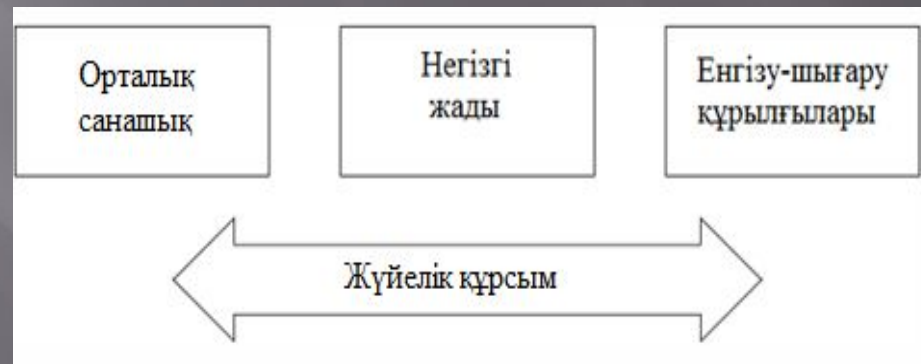 Орталық
санашық
Негізгі
жады
Енгізу-шығару
құрылғылары
Жүйелік құрсым